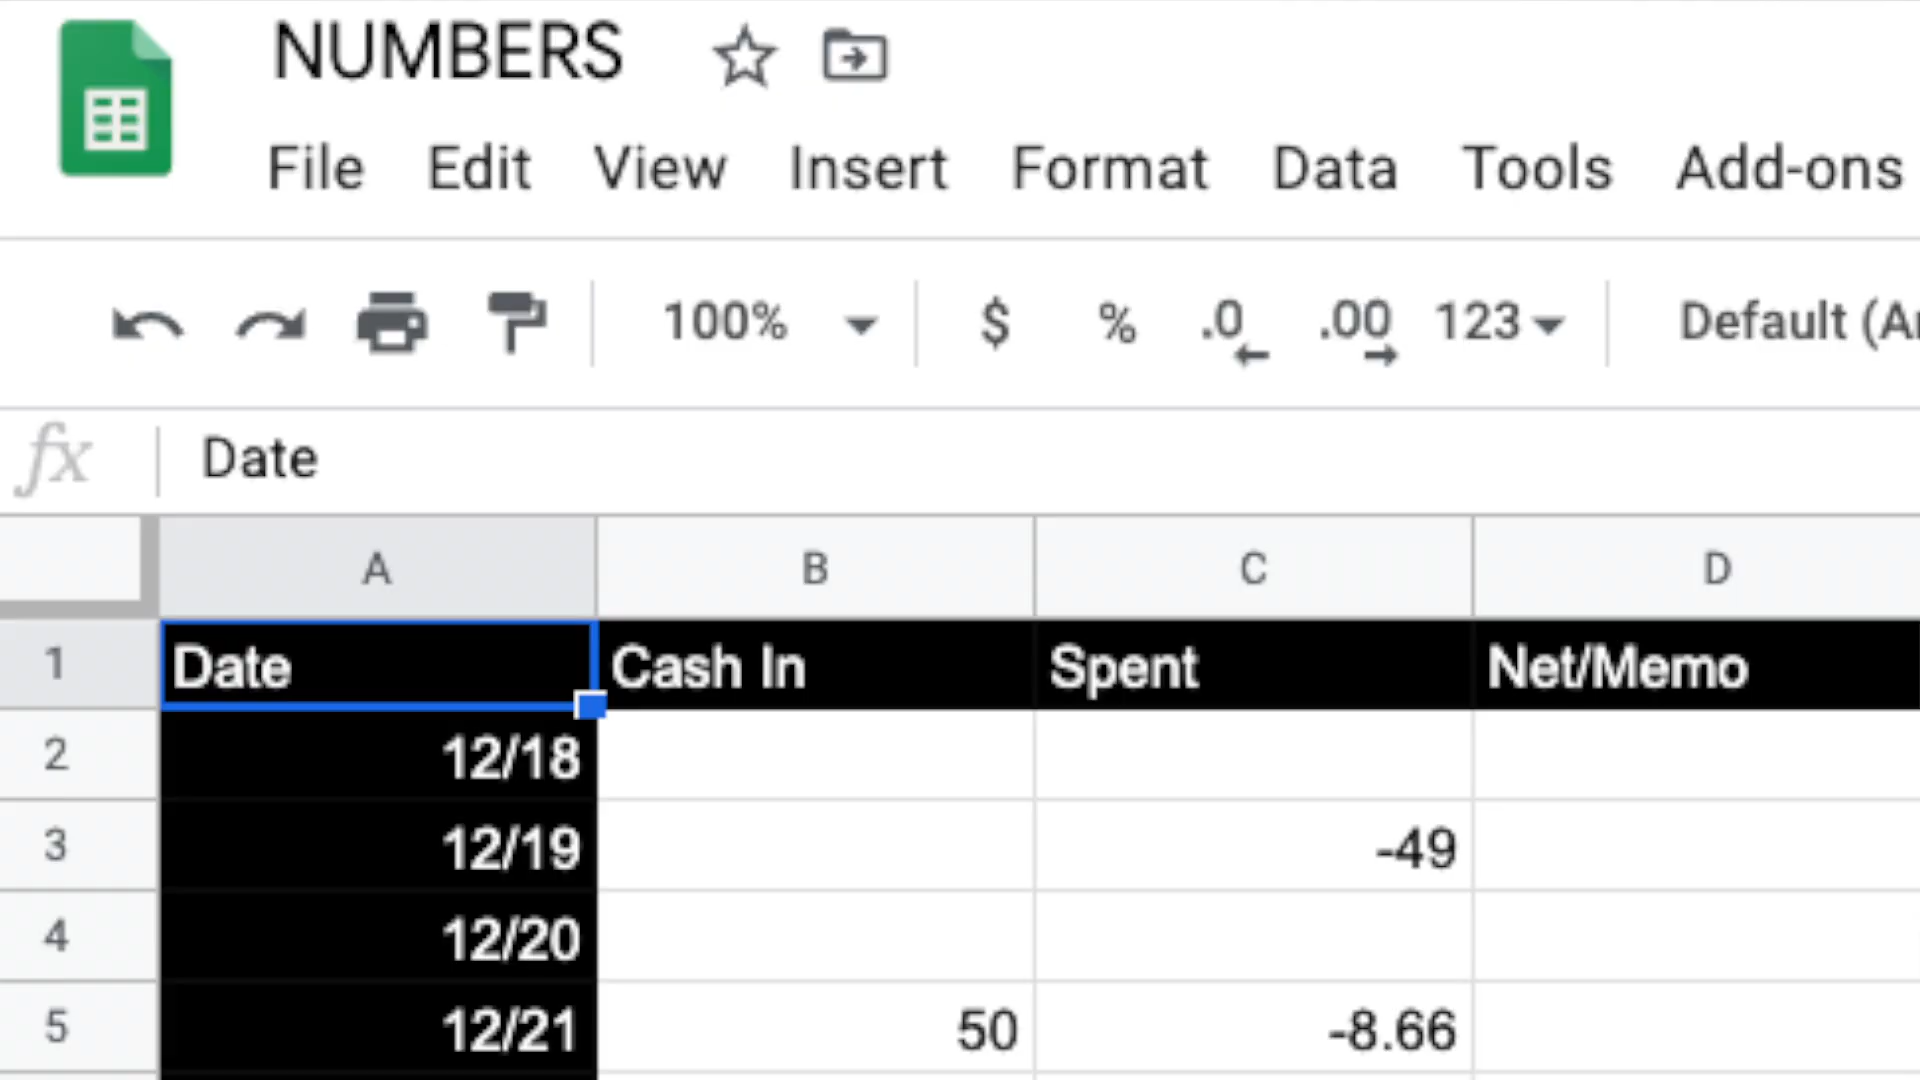 NUMBERS
File Edit View Insert Format Data Tools Add-ons
100% $ % .0 .00 123 Default (Ar
fx Date
A B C D
1 Date Cash In Spent Net/Memo
2 12/18
3 12/19 -49
4 12/20
5 12/21 50 -8.66